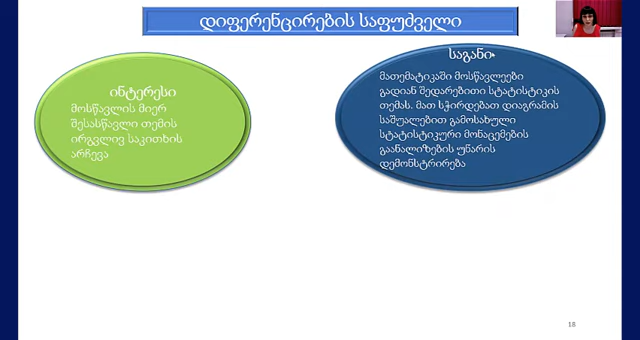 დიფერენცირების საფუძველი
ინტერესი
მოსწავლის მიერ
შესასწავლი თემის
ირგვლივ საკითხის
არჩევა
საგანი
მათემატიკაში მოსწავლეები
გადიან შედარებითი სტატისტიკის
თემას. მათ სჭირდებათ დიაგრამის
საშუალებით გამოსახული
სტატისტიკური მონაცემების
გაანალიზების უნარის
დემონსტრირება
18